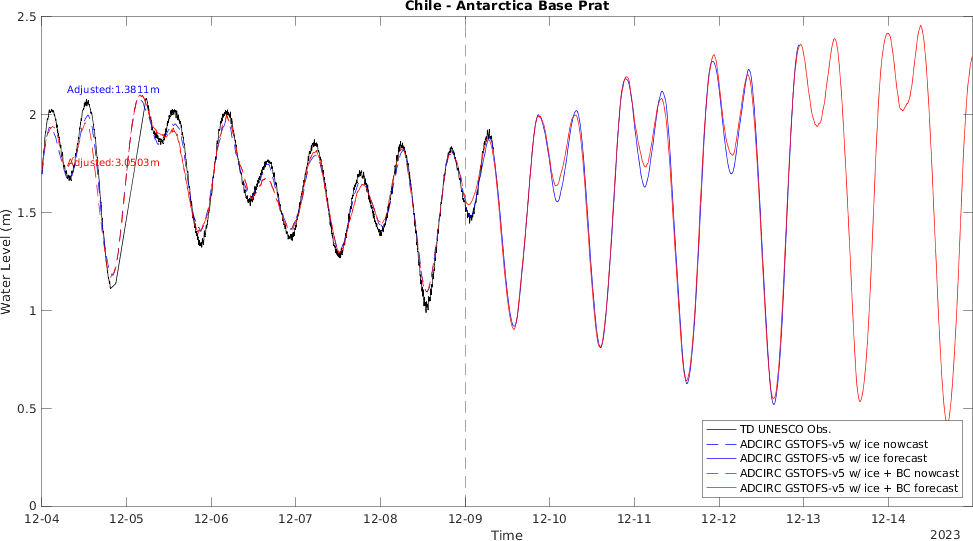 Chile - Antarctica Base Prat
2.5
2
1.5
1
0.5
0
Water Level (m)
Adjusted:1.3811m
Adjusted:3.0503m
TD UNESCO Obs.
ADCIRC GSTOFS-v5 w/ ice nowcast
ADCIRC GSTOFS-v5 w/ ice forecast
ADCIRC GSTOFS-v5 w/ ice + BC nowcast
ADCIRC GSTOFS-v5 w/ ice + BC forecast
12-04 12-05 12-06 12-07 12-08 12-09 12-10 12-11 12-12 12-13 12-14
Time
2023